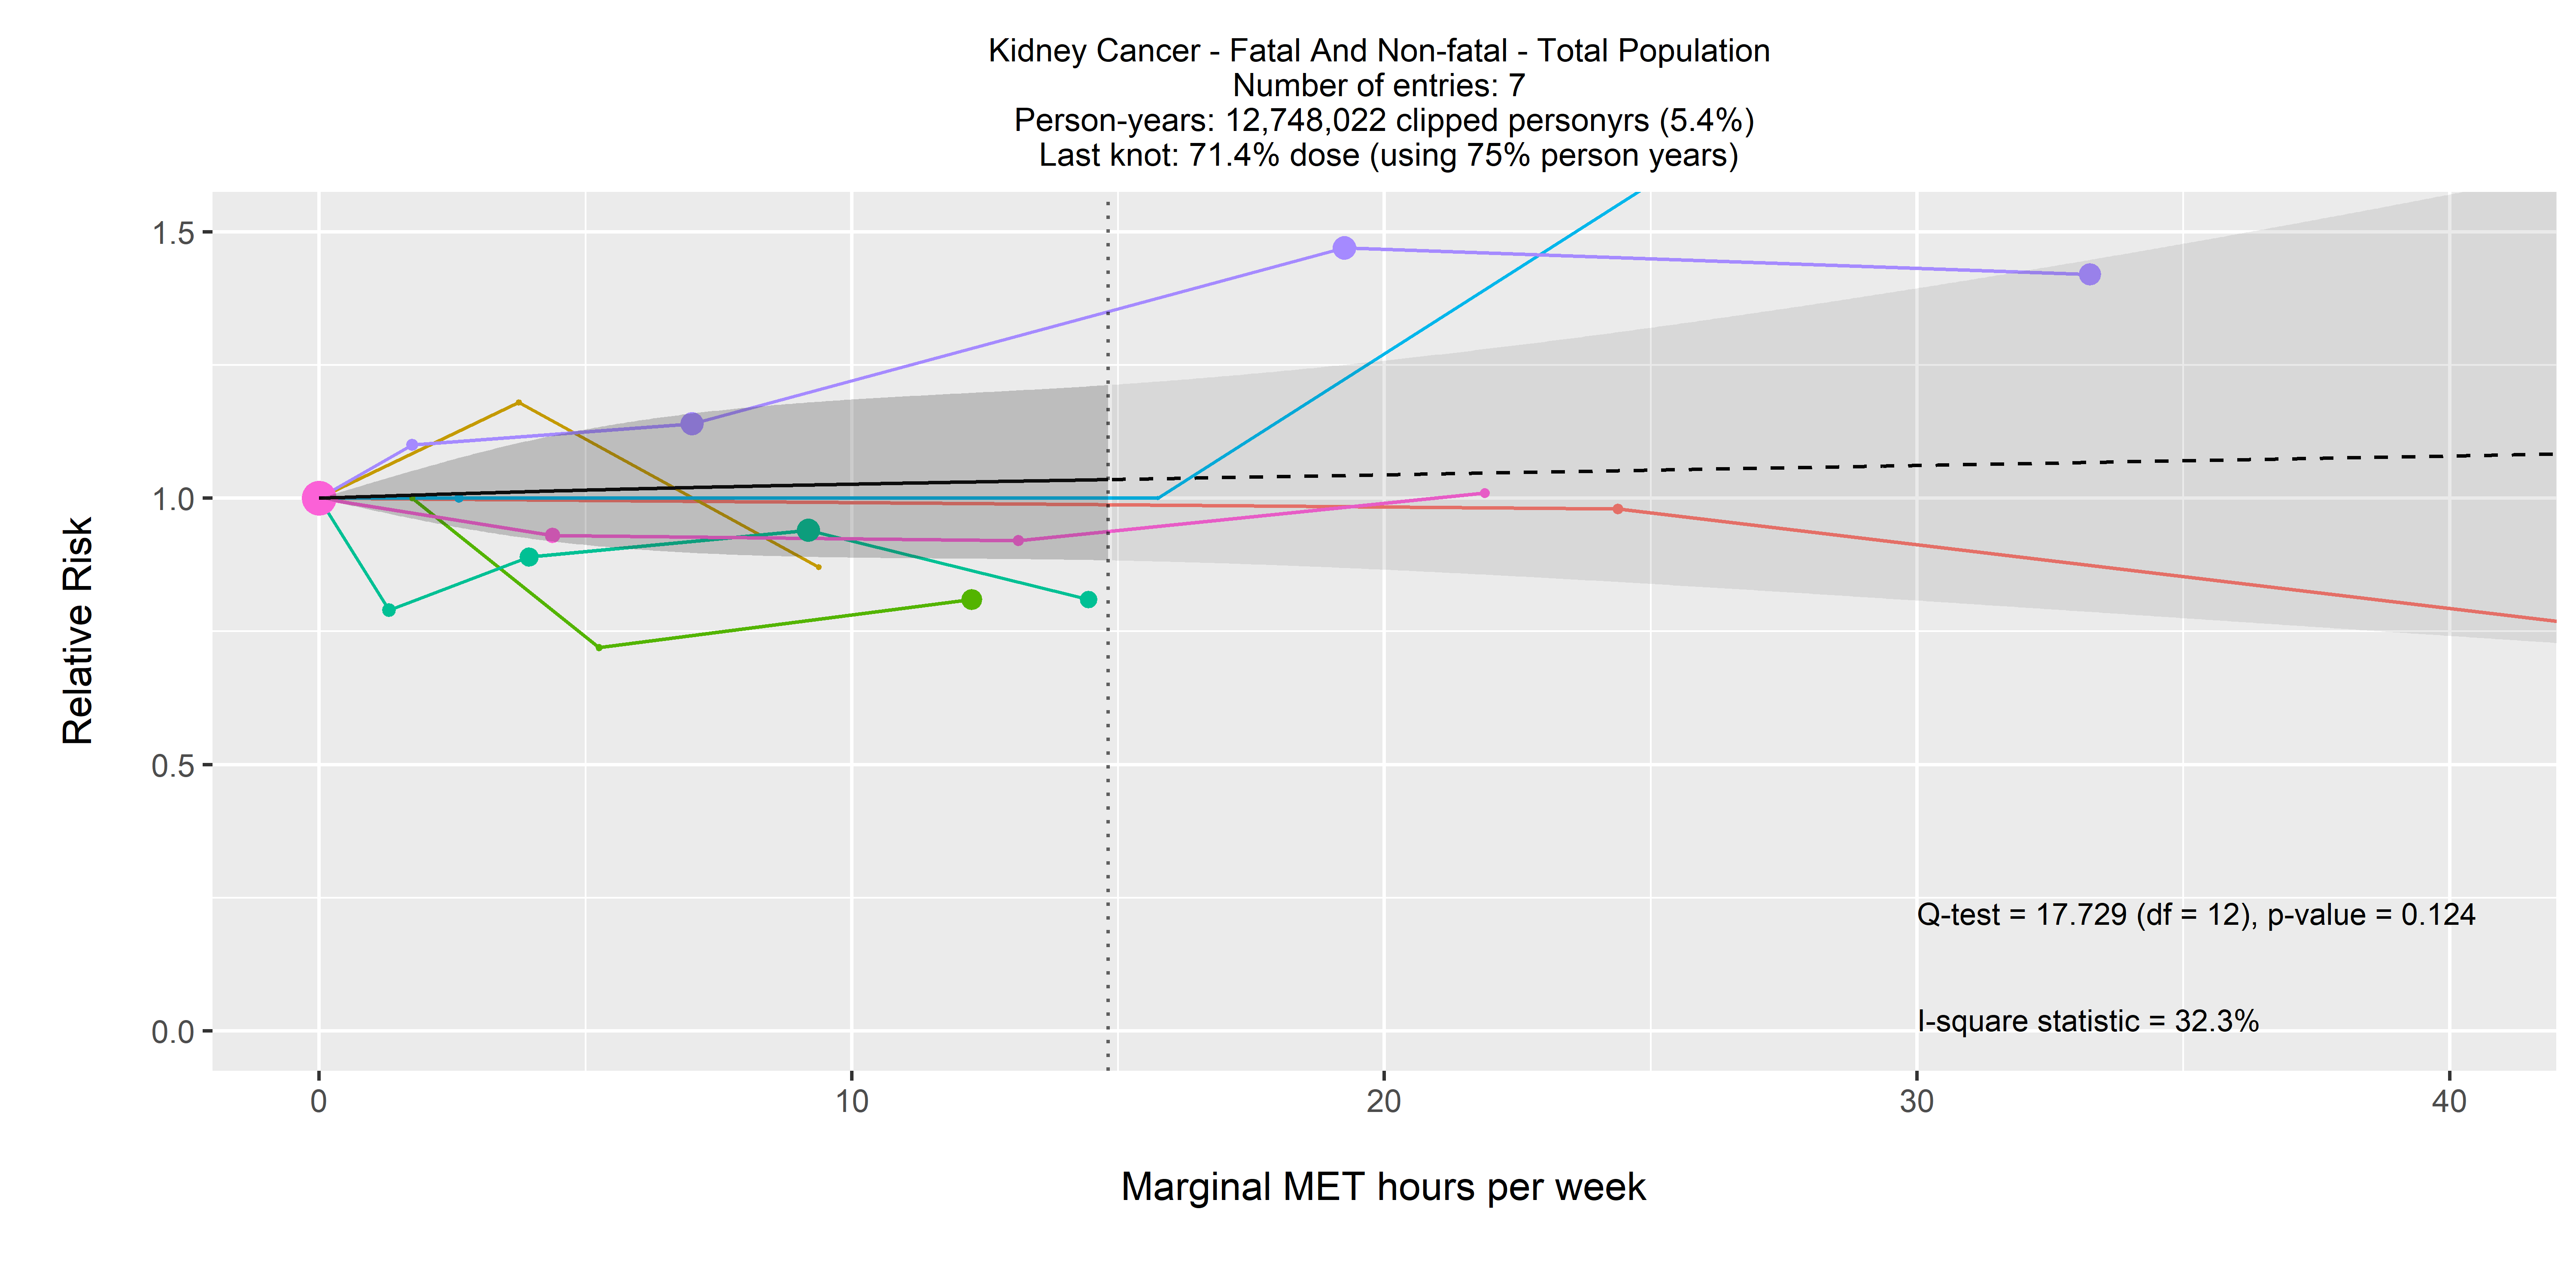 Kidney Cancer - Fatal And Non-fatal - Total Population
Number of entries: 7
Person-years: 12,748,022 clipped personyrs (5.4%)
Last knot: 71.4% dose (using 75% person years)
1.5
1.0
0.5
0.0
Relative Risk
Q-test = 17.729 (df = 12), p-value = 0.124
I-square statistic = 32.3%
0 10 20 30 40
Marginal MET hours per week